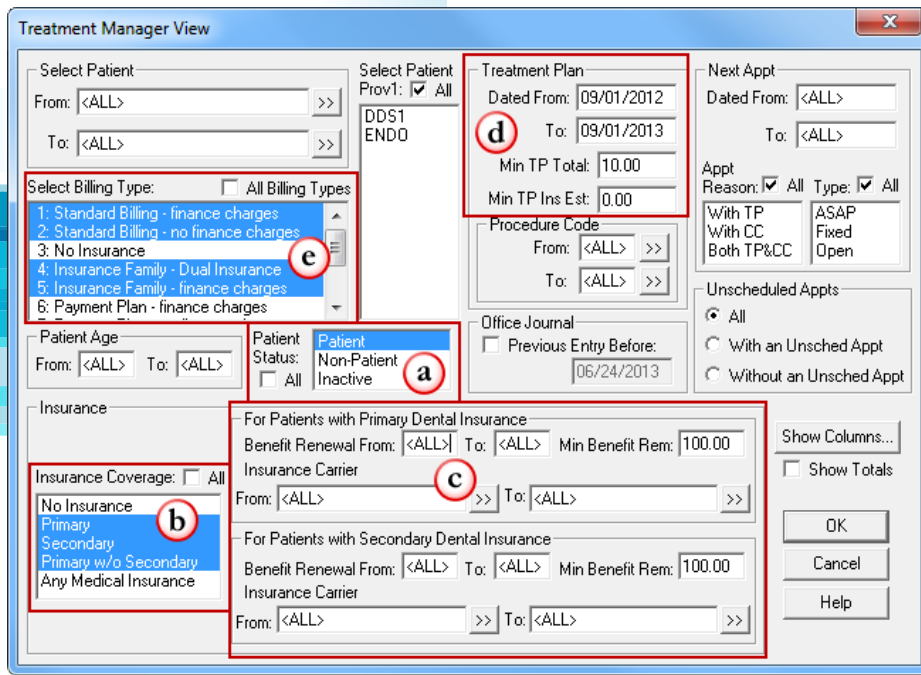 Treatment Manager View
X
Select Patient
From: <ALL> >>
To: <ALL> >>
Select Patient
Prov1: All
DDS1
ENDO
Treatment Plan
Dated From: 09/01/2012
To: 09/01/2013
Min TP Total: 10.00
Min TP Ins Est: 0.00
d
Next Appt
Dated From: <ALL>
To: <ALL>
Appt
Reason: All Type: All
With TP
With CC
Both TP&CC
ASAP
Fixed
Open
Select Billing Type: All Billing Types
1: Standard Billing - finance charges
2: Standard Billing - no finance charges
3: No Insurance
4: Insurance Family - Dual Insurance
5: Insurance Family - finance charges
6: Payment Plan - finance charges
e
Procedure Code
From: <ALL> >>
To: <ALL> >>
Unscheduled Appts
All
With an Unsched Appt
Without an Unsched Appt
Patient Age
From: <ALL> To: <ALL>
Patient
Status:
All
Patient
Non-Patient
Inactive
a
Office Journal
Previous Entry Before:
06/24/2013
Insurance
Insurance Coverage: All
No Insurance
Primary
Secondary
Primary w/o Secondary
Any Medical Insurance
b
For Patients with Primary Dental Insurance
Benefit Renewal From: <ALL> To: <ALL> Min Benefit Rem: 100.00
Insurance Carrier
From: <ALL> >> To: <ALL> >>
c
For Patients with Secondary Dental Insurance
Benefit Renewal From: <ALL> To: <ALL> Min Benefit Rem: 100.00
Insurance Carrier
From: <ALL> >> To: <ALL> >>
Show Columns...
Show Totals
OK
Cancel
Help